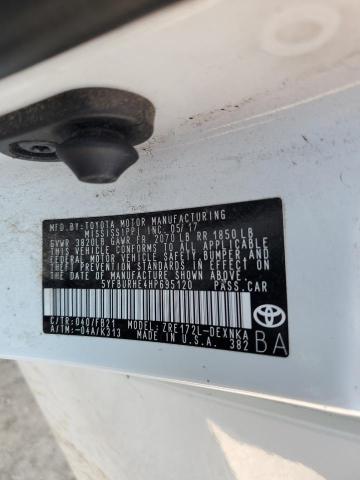 MFD BY:TOYOTA MOTOR MANUFACTURING
MISSISSIPPI INC. 05/17
GVWR 3820LB GAWR FR 2070 LB RR 1850 LB
THIS VEHICLE CONFORMS TO ALL APPLICABLE
FEDERAL MOTOR VEHICLE SAFETY, BUMPER, AND
THEFT PREVENTION STANDARDS IN EFFECT ON
THE DATE OF MANUFACTURE SHOWN ABOVE.
5YFBURHE4HP695120 PASS.CAR
C/TR: 040/FB21 MODEL: ZRE172L-DEXNKA
A/TM:-04A/K313 MADE IN U.S.A. 382
BA